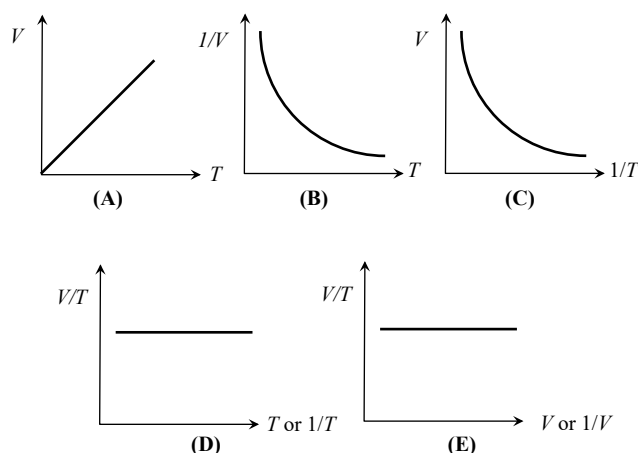 V
T
(A)
1/V
T
(B)
V
1/T
(C)
V/T
T or 1/T
(D)
V/T
V or 1/V
(E)